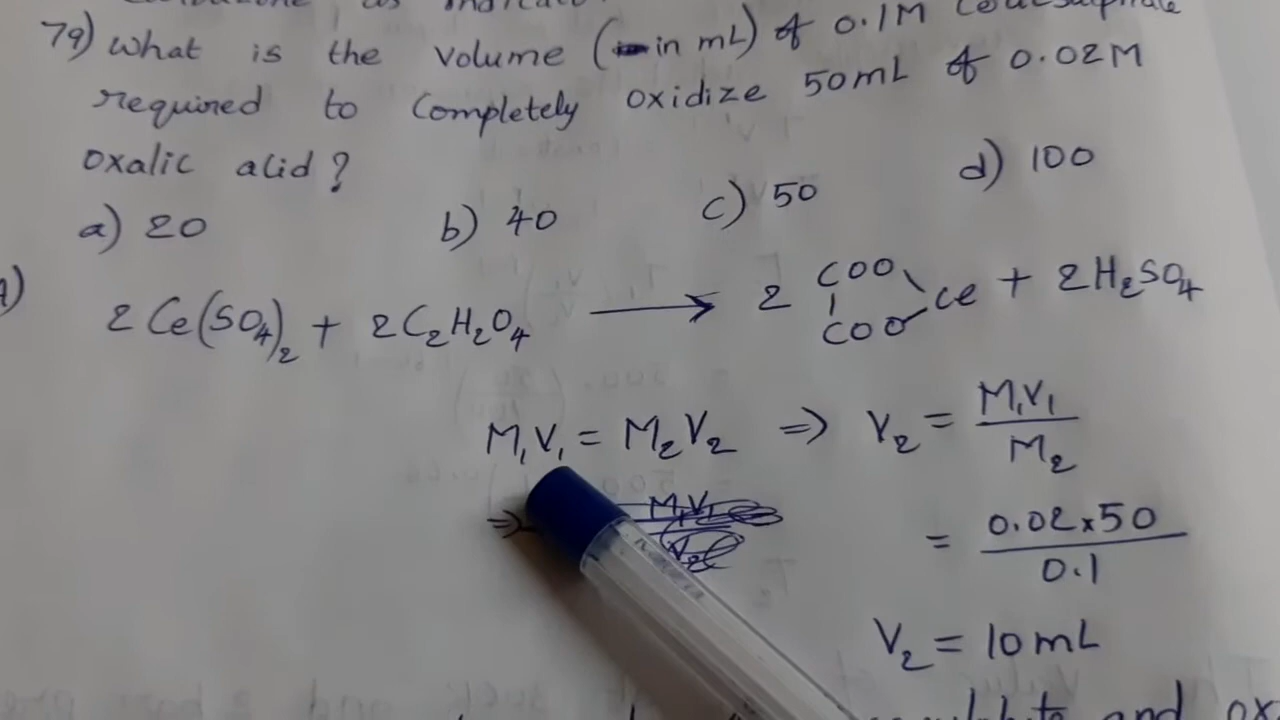 79) What is the volume (in mL) of 0.1M
required to completely oxidize 50mL of 0.02M
oxalic acid?
a) 20 b) 40 c) 50 d) 100
2Ce(SO4)2 + 2C2H2O4 ⟶ 2 COO COO Ce + 2H2SO4
M1V1 = M2V2 ⇒ V2 = M1V1 / M2
⇒ = 0.02×50 / 0.1
V2 = 10mL
and